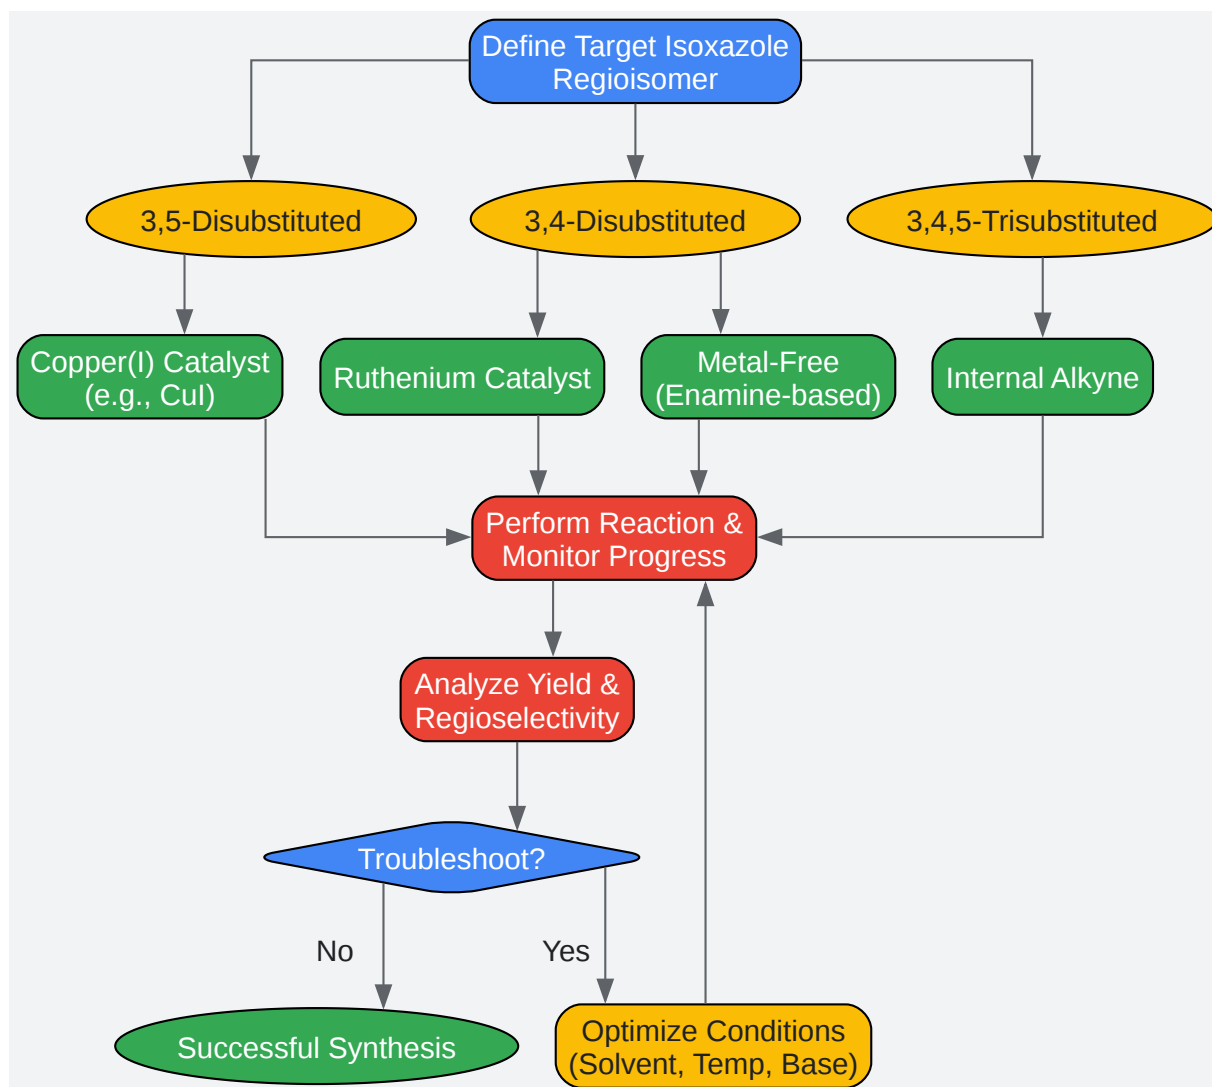 Define Target Isoxazole
Regioisomer
3,5-Disubstituted
3,4-Disubstituted
3,4,5-Trisubstituted
Copper(I) Catalyst
(e.g., CuI)
Ruthenium Catalyst
Metal-Free
(Enamine-based)
Internal Alkyne
Perform Reaction &
Monitor Progress
Analyze Yield &
Regioselectivity
Troubleshoot?
No
Yes
Successful Synthesis
Optimize Conditions
(Solvent, Temp, Base)